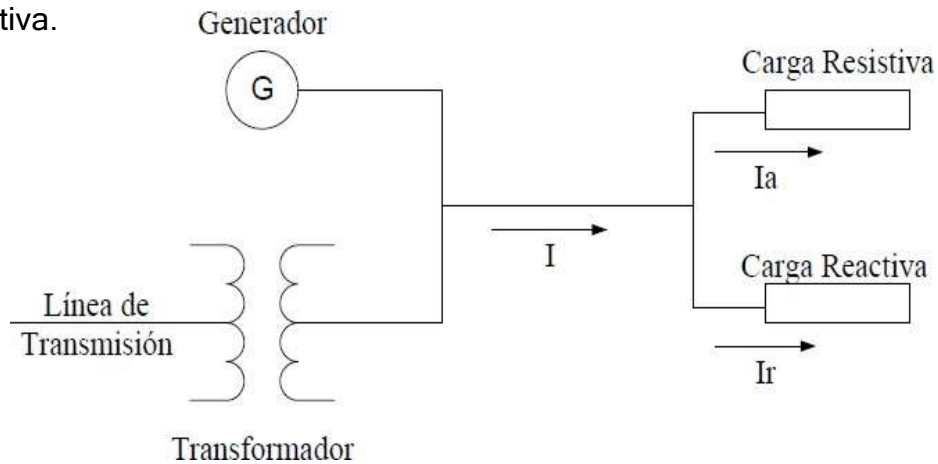 tiva.
Generador
G
Carga Resistiva
Ia
I
Carga Reactiva
Ir
Línea de
Transmisión
Transformador